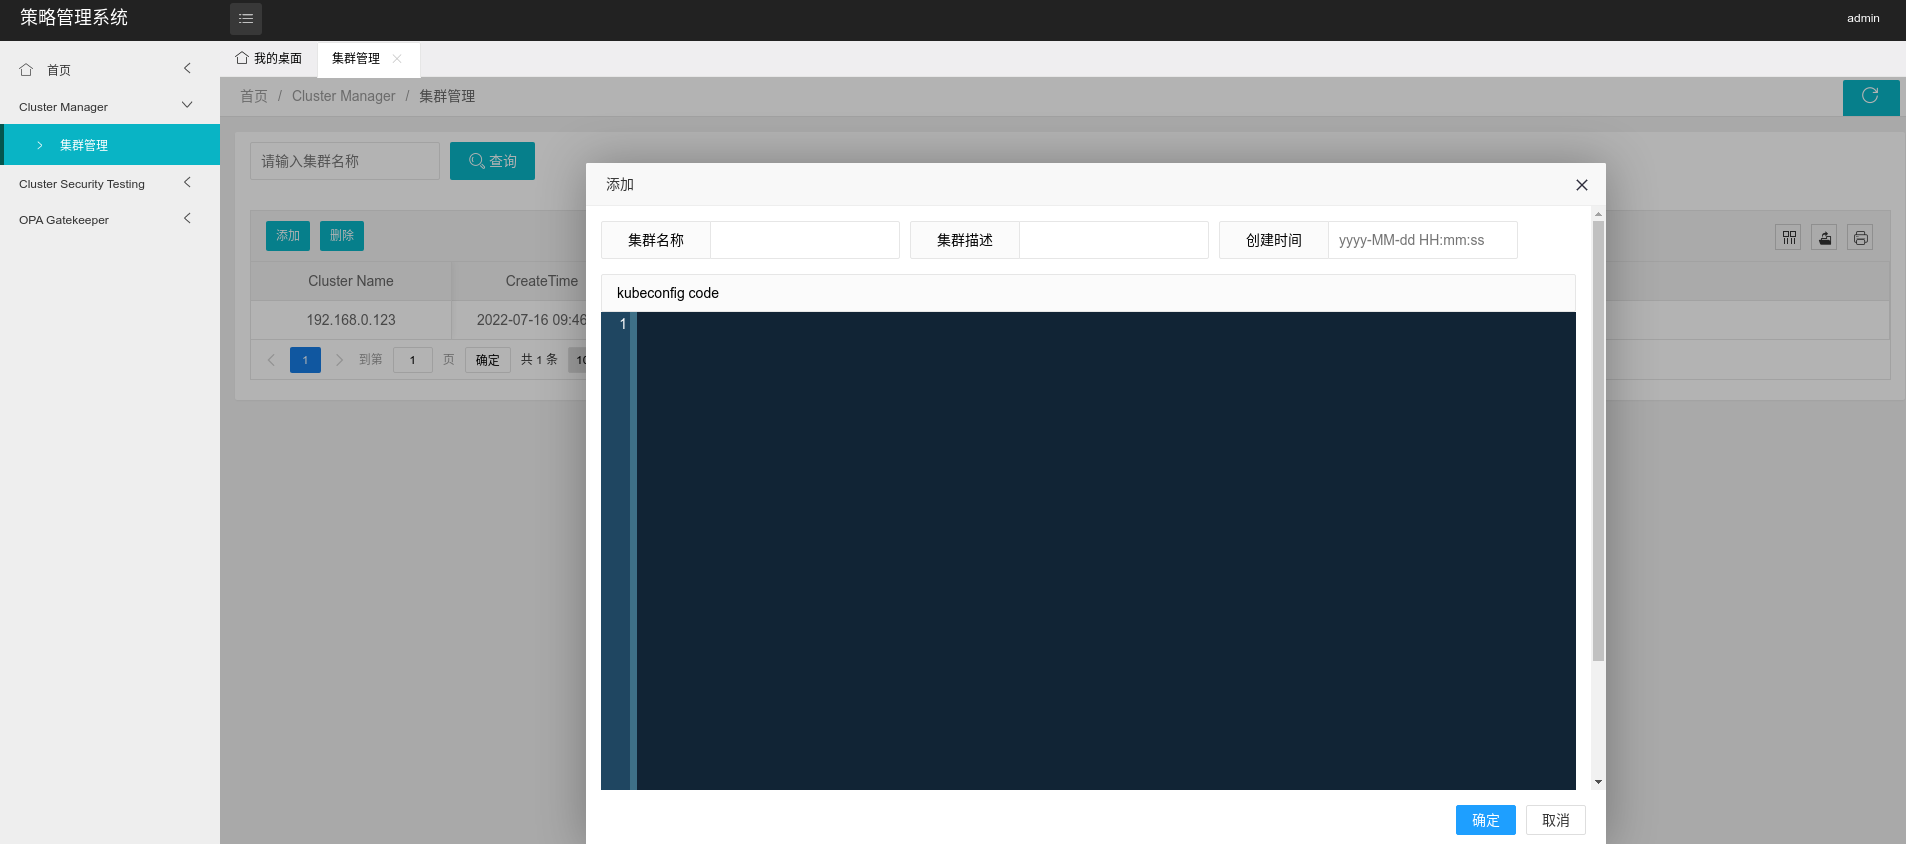 策略管理系统
admin
首页
Cluster Manager
集群管理
Cluster Security Testing
OPA Gatekeeper
我的桌面
集群管理
首页 / Cluster Manager / 集群管理
请输入集群名称
查询
添加
删除
Cluster Name
CreateTime
192.168.0.123
2022-07-16 09:46
1
到第
1
页
确定
共 1 条
10
添加
集群名称
集群描述
创建时间
yyyy-MM-dd HH:mm:ss
kubeconfig code
1
确定
取消